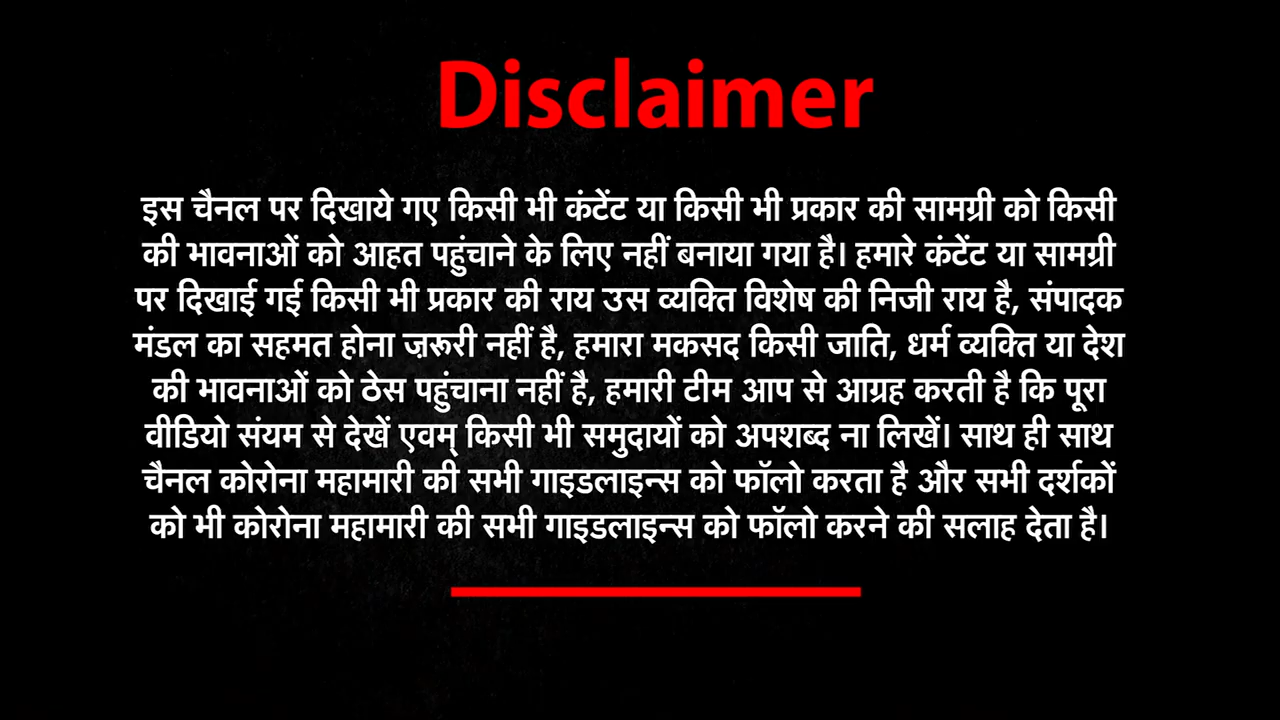 Disclaimer
इस चैनल पर दिखाये गए किसी भी कंटेंट या किसी भी प्रकार की सामग्री को किसी
की भावनाओं को आहत पहुंचाने के लिए नहीं बनाया गया है। हमारे कंटेंट या सामग्री
पर दिखाई गई किसी भी प्रकार की राय उस व्यक्ति विशेष की निजी राय है, संपादक
मंडल का सहमत होना ज़रूरी नहीं है, हमारा मकसद किसी जाति, धर्म व्यक्ति या देश
की भावनाओं को ठेस पहुंचाना नहीं है, हमारी टीम आप से आग्रह करती है कि पूरा
वीडियो संयम से देखें एवम् किसी भी समुदायों को अपशब्द ना लिखें। साथ ही साथ
चैनल कोरोना महामारी की सभी गाइडलाइन्स को फॉलो करता है और सभी दर्शकों
को भी कोरोना महामारी की सभी गाइडलाइन्स को फॉलो करने की सलाह देता है।